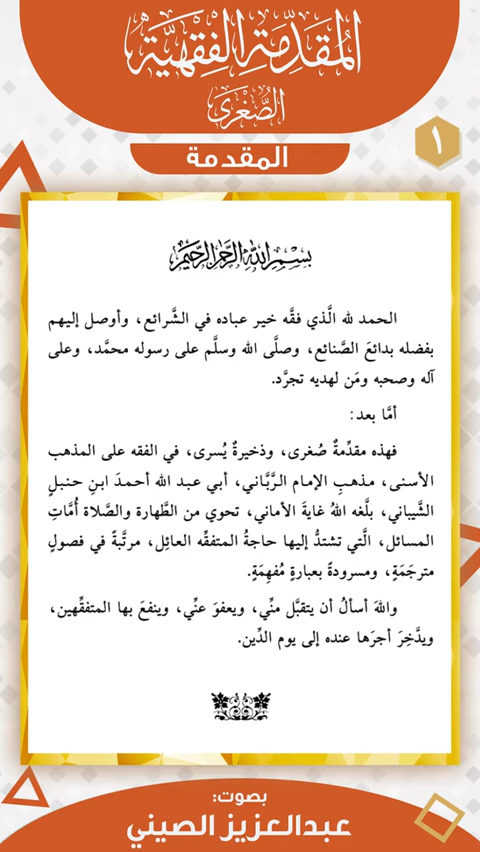 المُقَدِّمَةِ الفِقْهِيَّةِ
الصُّغْرَى
١
المقدمة
بسم الله الرحمن الرحيم
الحمد لله الَّذي فقَّه خير عباده في الشَّرائع، وأوصل إليهم
بفضله بدائعَ الصَّنائع، وصلَّى الله وسلَّم على رسوله محمَّد، وعلى
آله وصحبه ومَن لهديه تجرَّد.
أمَّا بعد:
فهذه مقدِّمةٌ صُغرى، وذخيرةٌ يُسرى، في الفقه على المذهب
الأسنى، مذهبِ الإمام الرَّبَّاني، أبي عبد الله أحمدَ ابنِ حنبلٍ
الشَّيباني، بلَّغه اللهُ غايةَ الأماني، تحوي من الطَّهارة والصَّلاة أُمَّاتِ
المسائل، الَّتي تشتدُّ إليها حاجةُ المتفقِّه العائِل، مرتَّبةً في فصولٍ
مترجَمَةٍ، ومسرودةً بعبارةٍ مُفهِمَةٍ.
واللهَ أسألُ أن يتقبَّل منِّي، ويعفوَ عنِّي، وينفعَ بها المتفقِّهين،
ويدَّخِرَ أجرَها عنده إلى يوم الدِّين.
بصوت:
عبدالعزيز الصيني